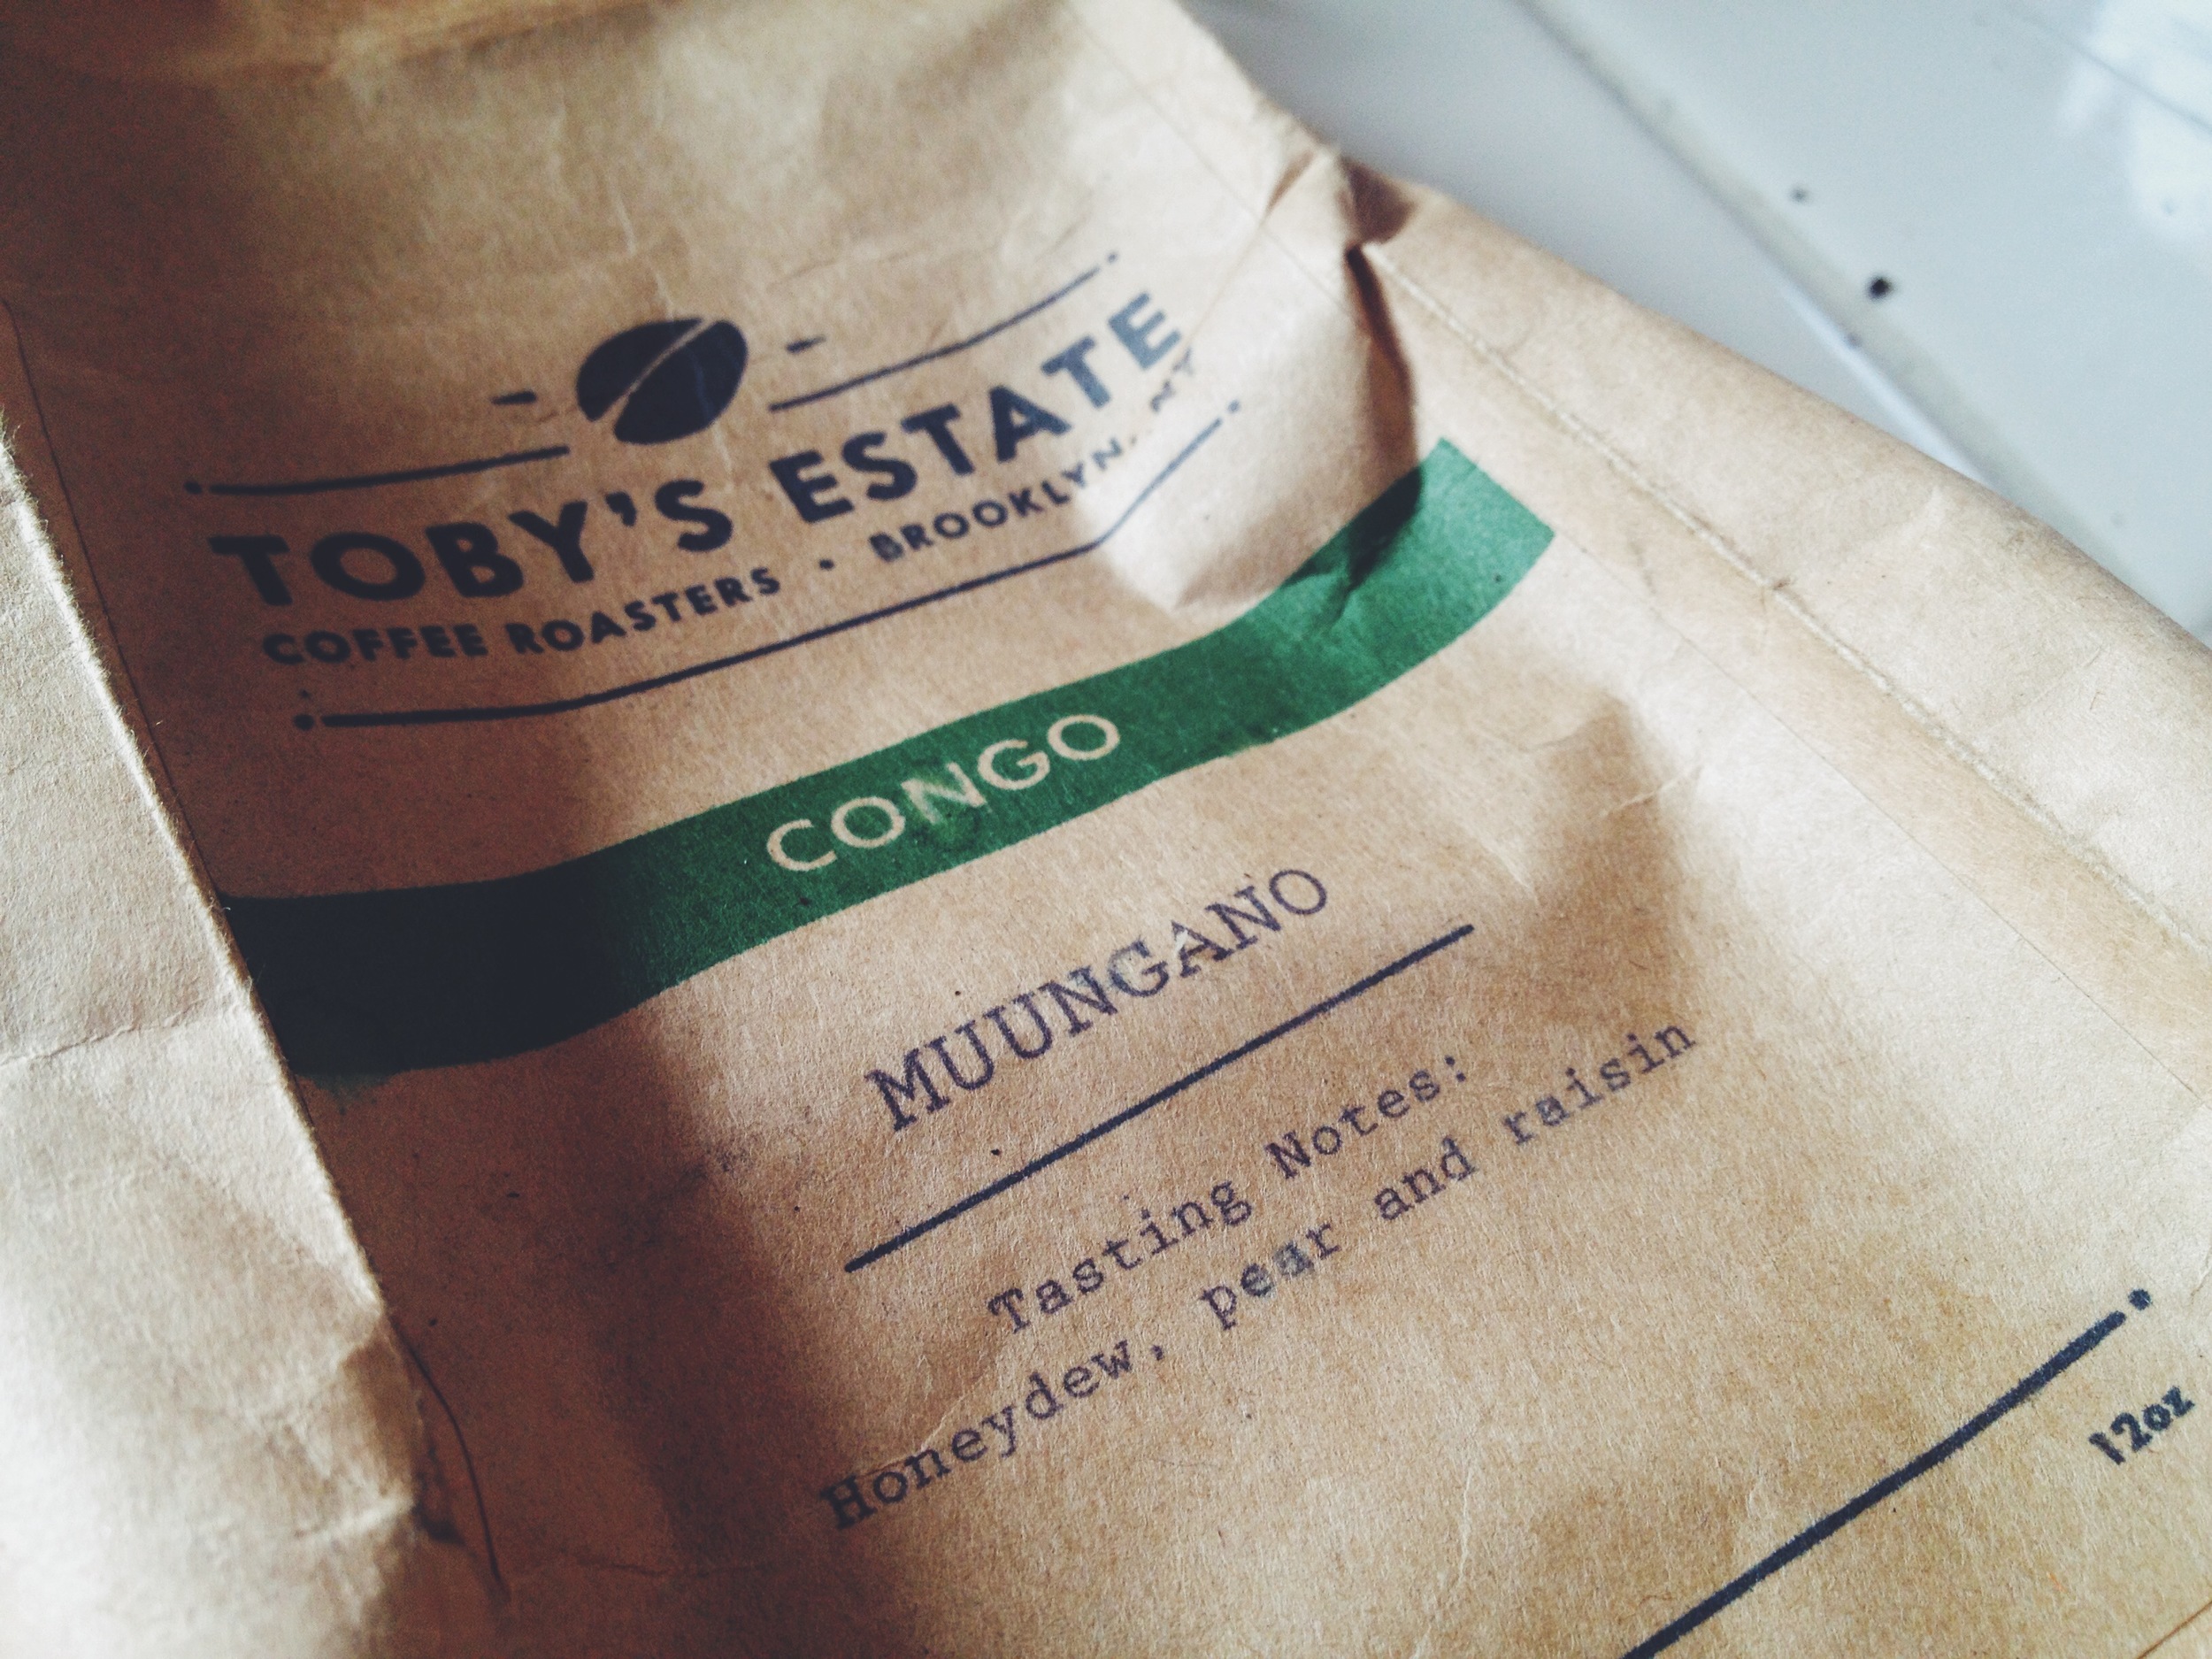 TOBY'S ESTATE
COFFEE ROASTERS · BROOKLYN, NY
CONGO
MUUNGANO
Tasting Notes:
Honeydew, pear and raisin
12oz